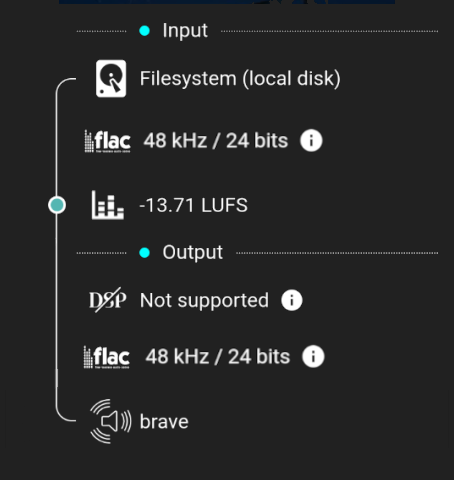 Input
Filesystem (local disk)
flac 48 kHz / 24 bits i
-13.71 LUFS
Output
DSP Not supported i
flac 48 kHz / 24 bits i
brave